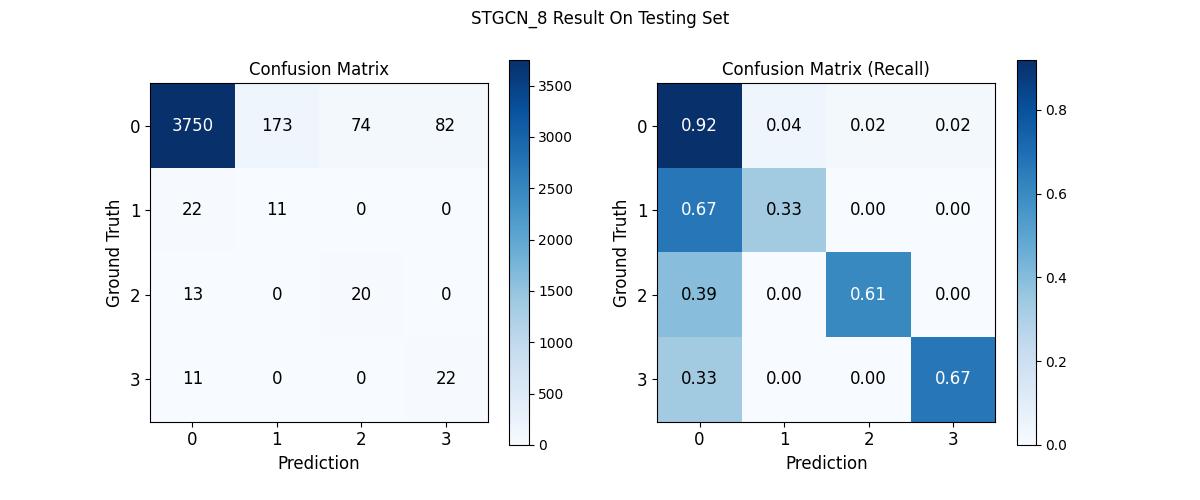 STGCN_8 Result On Testing Set
Confusion Matrix
Ground Truth
0 3750 173 74 82
1 22 11 0 0
2 13 0 20 0
3 11 0 0 22
0 1 2 3
Prediction
3500
3000
2500
2000
1500
1000
500
0
Confusion Matrix (Recall)
Ground Truth
0 0.92 0.04 0.02 0.02
1 0.67 0.33 0.00 0.00
2 0.39 0.00 0.61 0.00
3 0.33 0.00 0.00 0.67
0 1 2 3
Prediction
0.8
0.6
0.4
0.2
0.0